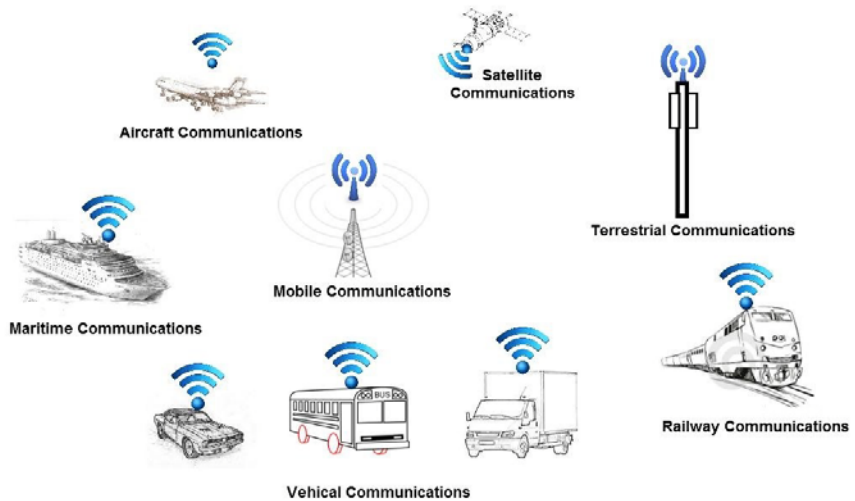 Satellite
Communications
Aircraft Communications
Terrestrial Communications
Mobile Communications
Maritime Communications
BUS
Railway Communications
Vehical Communications